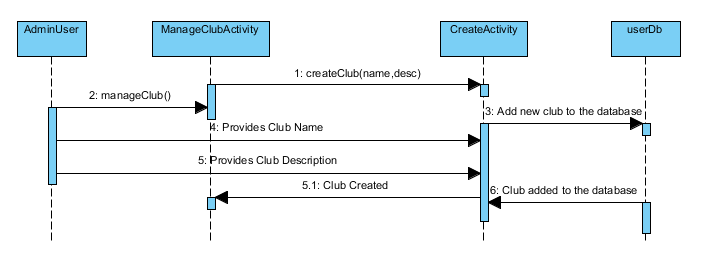 AdminUser
ManageClubActivity
CreateActivity
userDb
1: createClub(name,desc)
2: manageClub()
3: Add new club to the database
4: Provides Club Name
5: Provides Club Description
5.1: Club Created
6: Club added to the database